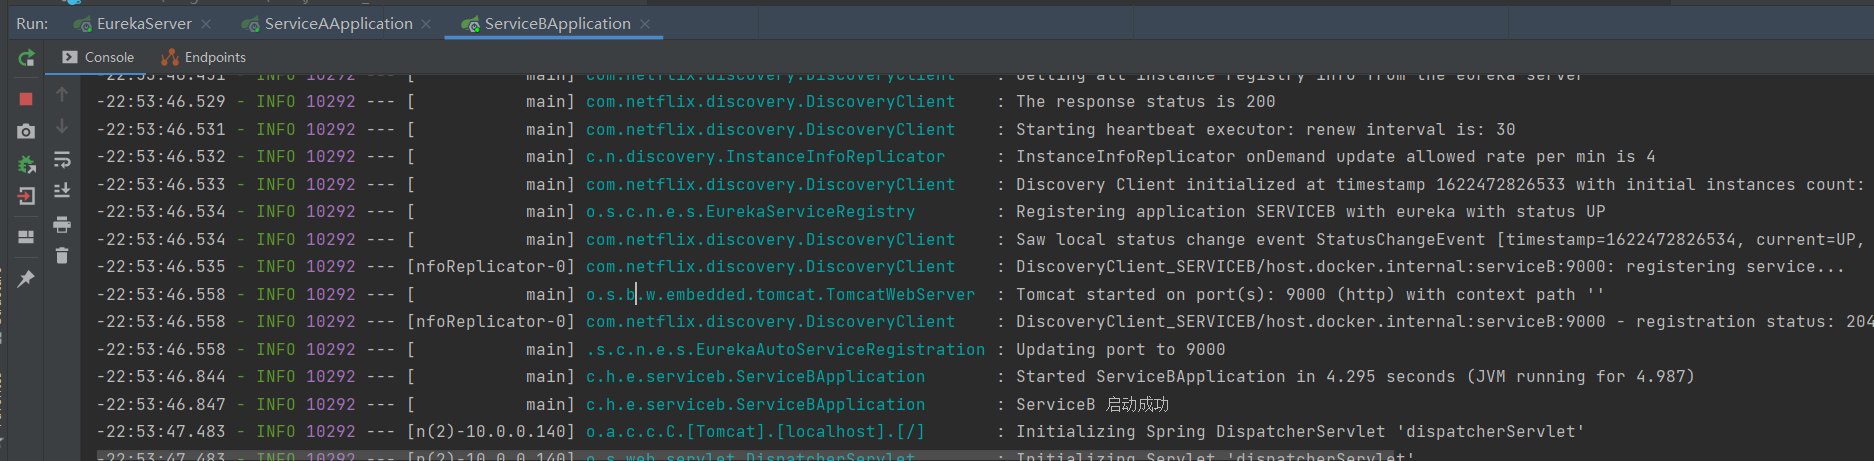 Run: EurekaServer × ServiceAApplication × ServiceBApplication ×
Console Endpoints
-22:53:46.451 - INFO 10292 --- [ main] com.netflix.discovery.DiscoveryClient : Getting all instance registry info from the eureka server
-22:53:46.529 - INFO 10292 --- [ main] com.netflix.discovery.DiscoveryClient : The response status is 200
-22:53:46.531 - INFO 10292 --- [ main] com.netflix.discovery.DiscoveryClient : Starting heartbeat executor: renew interval is: 30
-22:53:46.532 - INFO 10292 --- [ main] c.n.discovery.InstanceInfoReplicator : InstanceInfoReplicator onDemand update allowed rate per min is 4
-22:53:46.533 - INFO 10292 --- [ main] com.netflix.discovery.DiscoveryClient : Discovery Client initialized at timestamp 1622472826533 with initial instances count:
-22:53:46.534 - INFO 10292 --- [ main] o.s.c.n.e.s.EurekaServiceRegistry : Registering application SERVICEB with eureka with status UP
-22:53:46.534 - INFO 10292 --- [ main] com.netflix.discovery.DiscoveryClient : Saw local status change event StatusChangeEvent [timestamp=1622472826534, current=UP,
-22:53:46.535 - INFO 10292 --- [nfoReplicator-0] com.netflix.discovery.DiscoveryClient : DiscoveryClient_SERVICEB/host.docker.internal:serviceB:9000: registering service...
-22:53:46.558 - INFO 10292 --- [ main] o.s.b.w.embedded.tomcat.TomcatWebServer : Tomcat started on port(s): 9000 (http) with context path ''
-22:53:46.558 - INFO 10292 --- [nfoReplicator-0] com.netflix.discovery.DiscoveryClient : DiscoveryClient_SERVICEB/host.docker.internal:serviceB:9000 - registration status: 204
-22:53:46.558 - INFO 10292 --- [ main] .s.c.n.e.s.EurekaAutoServiceRegistration : Updating port to 9000
-22:53:46.844 - INFO 10292 --- [ main] c.h.e.serviceb.ServiceBApplication : Started ServiceBApplication in 4.295 seconds (JVM running for 4.987)
-22:53:46.847 - INFO 10292 --- [ main] c.h.e.serviceb.ServiceBApplication : ServiceB 启动成功
-22:53:47.483 - INFO 10292 --- [n(2)-10.0.0.140] o.a.c.c.C.[Tomcat].[localhost].[/] : Initializing Spring DispatcherServlet 'dispatcherServlet'
-22:53:47.483 - INFO 10292 --- [n(2)-10.0.0.140] o.s.web.servlet.DispatcherServlet : Initializing Servlet 'dispatcherServlet'